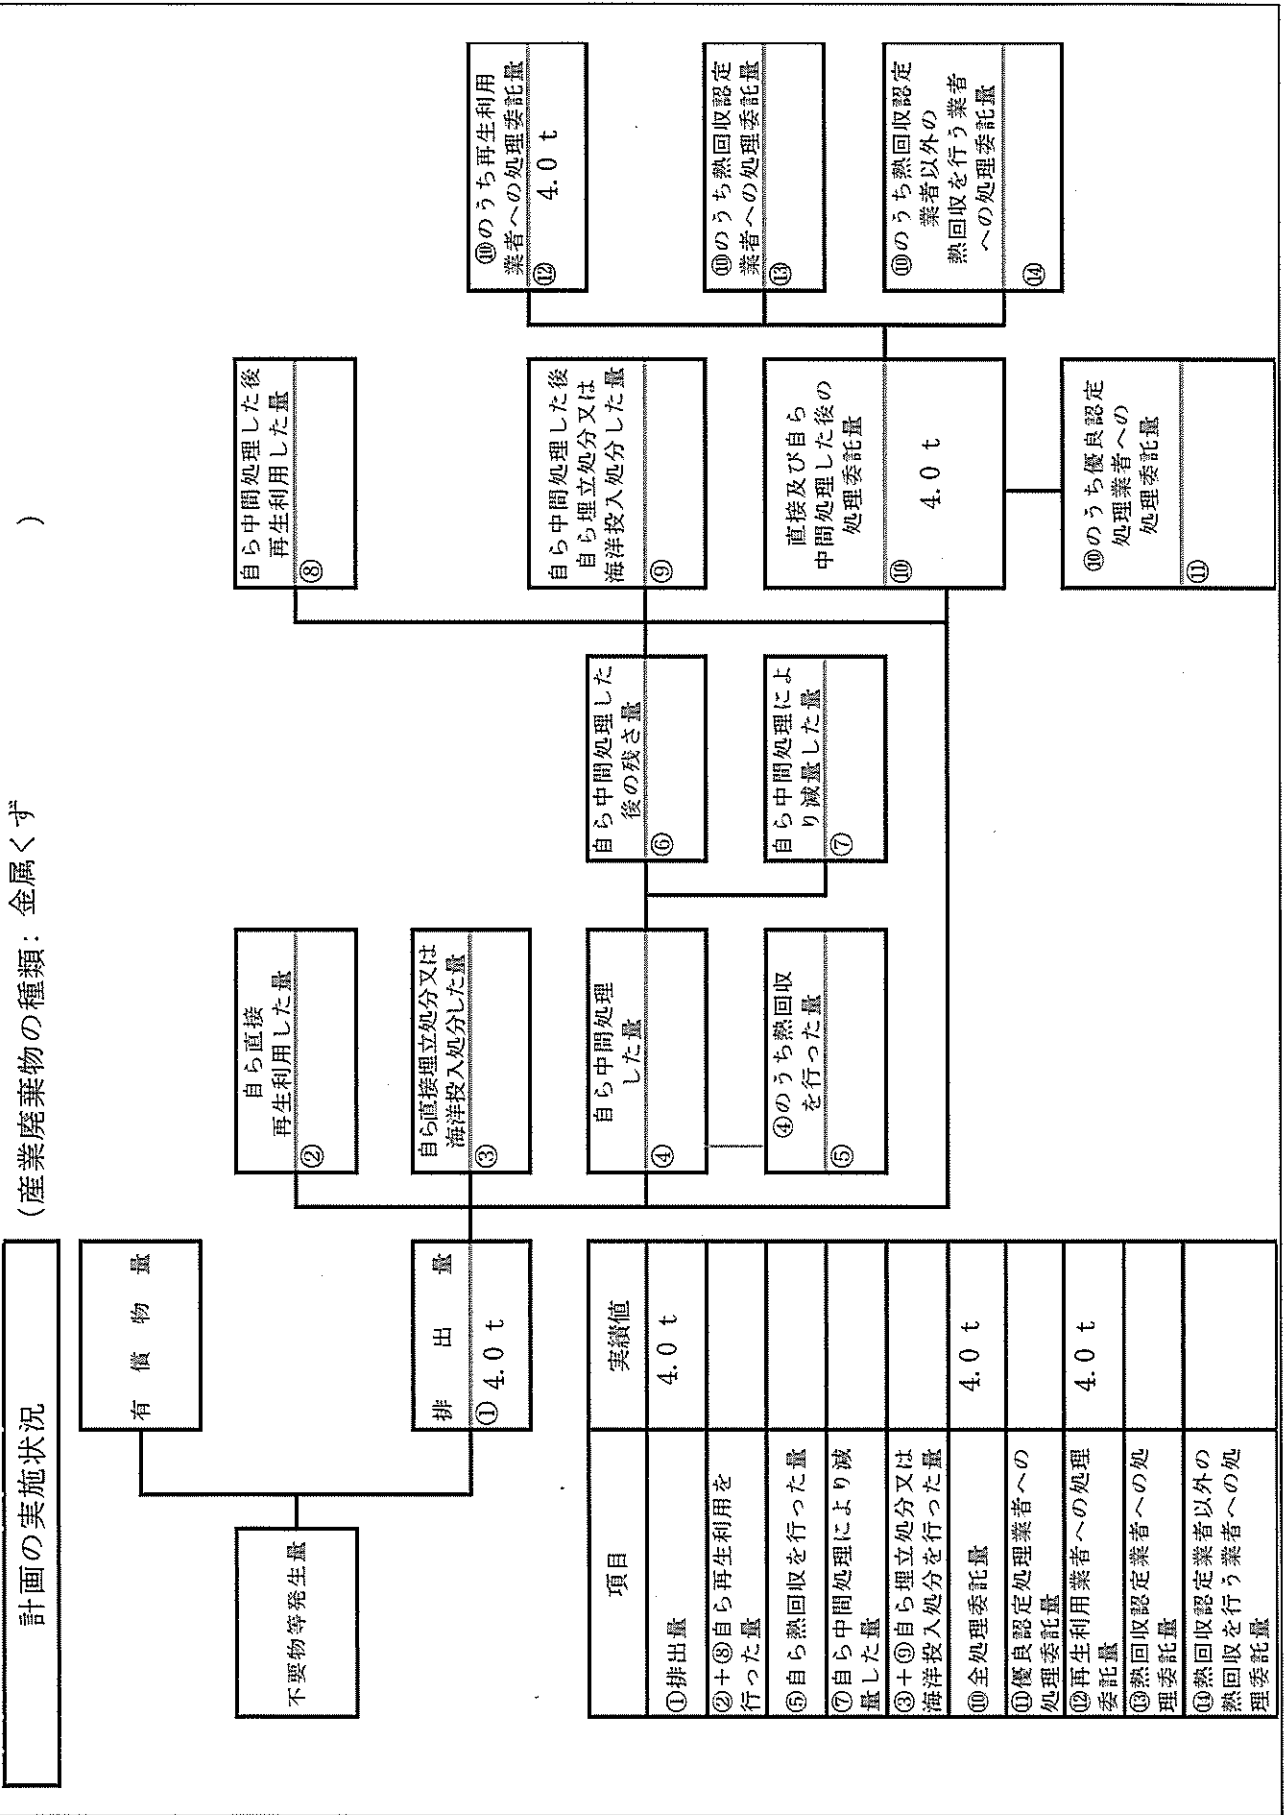 計画の実施状況
(産業廃棄物の種類: 金属くず )
不要物等発生量
有 償 物 量
排 出 量
① 4.0 t
自ら直接
再生利用した量
②
自ら直接埋立処分又は
海洋投入処分した量
③
自ら中間処理
した量
④
④のうち熱回収
を行った量
⑤
自ら中間処理した
後の残さ量
⑥
自ら中間処理によ
り減量した量
⑦
自ら中間処理した後
再生利用した量
⑧
自ら中間処理した後
自ら埋立処分又は
海洋投入処分した量
⑨
直接及び自ら
中間処理した後の
処理委託量
⑩
4.0 t
⑩のうち優良認定
処理業者への
処理委託量
⑪
⑩のうち再生利用
業者への処理委託量
⑫ 4.0 t
⑩のうち熱回収認定
業者への処理委託量
⑬
⑩のうち熱回収認定
業者以外の
熱回収を行う業者
への処理委託量
⑭
項目 実績値
①排出量 4.0 t
②+⑧自ら再生利用を
行った量
⑤自ら熱回収を行った量
⑦自ら中間処理により減
量した量
③+⑨自ら埋立処分又は
海洋投入処分を行った量
⑩全処理委託量 4.0 t
⑪優良認定処理業者への
処理委託量
⑫再生利用業者への処理
委託量 4.0 t
⑬熱回収認定業者への処
理委託量
⑭熱回収認定業者以外の
熱回収を行う業者への処
理委託量